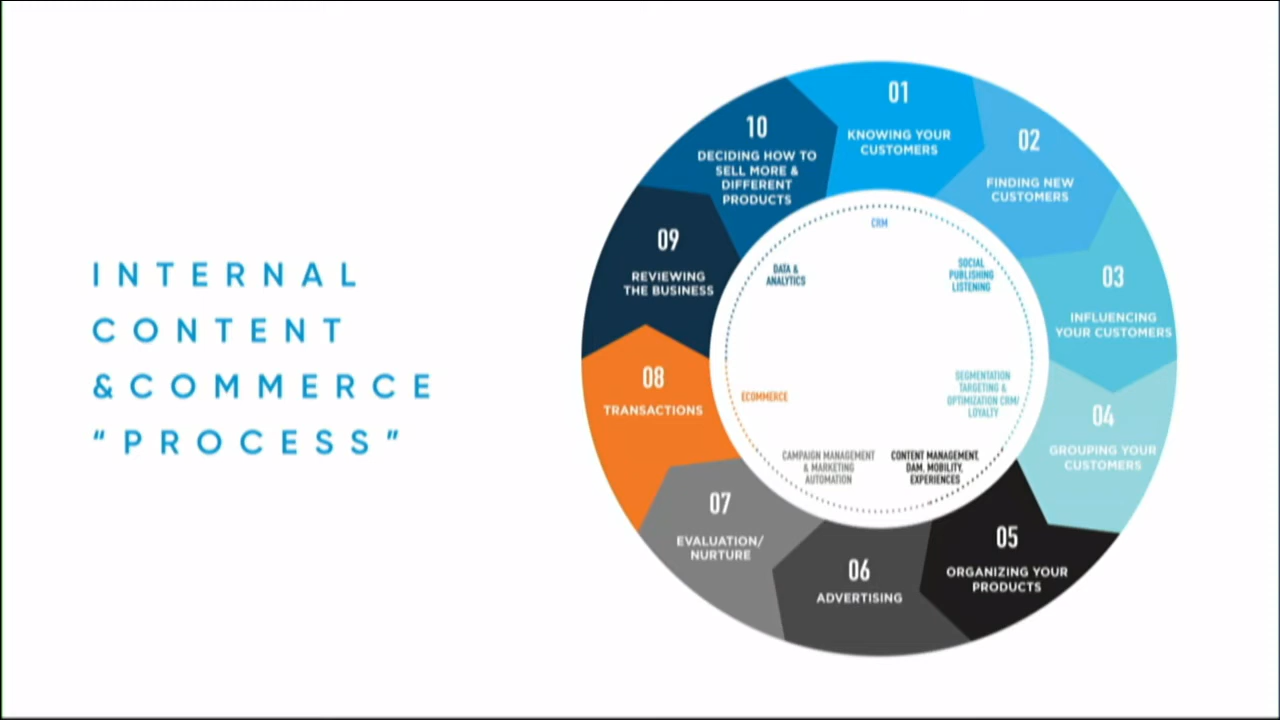 INTERNAL
CONTENT
&COMMERCE
“PROCESS”
01
KNOWING YOUR
CUSTOMERS
02
FINDING NEW
CUSTOMERS
03
INFLUENCING
YOUR CUSTOMERS
04
GROUPING YOUR
CUSTOMERS
05
ORGANIZING YOUR
PRODUCTS
06
ADVERTISING
07
EVALUATION/
NURTURE
08
TRANSACTIONS
09
REVIEWING
THE BUSINESS
10
DECIDING HOW TO
SELL MORE &
DIFFERENT
PRODUCTS
CRM
SOCIAL
PUBLISHING
LISTENING
SEGMENTATION
TARGETING &
OPTIMIZATION CRM/
LOYALTY
CONTENT MANAGEMENT,
DAM, MOBILITY,
EXPERIENCES
CAMPAIGN MANAGEMENT
& MARKETING
AUTOMATION
ECOMMERCE
DATA &
ANALYTICS